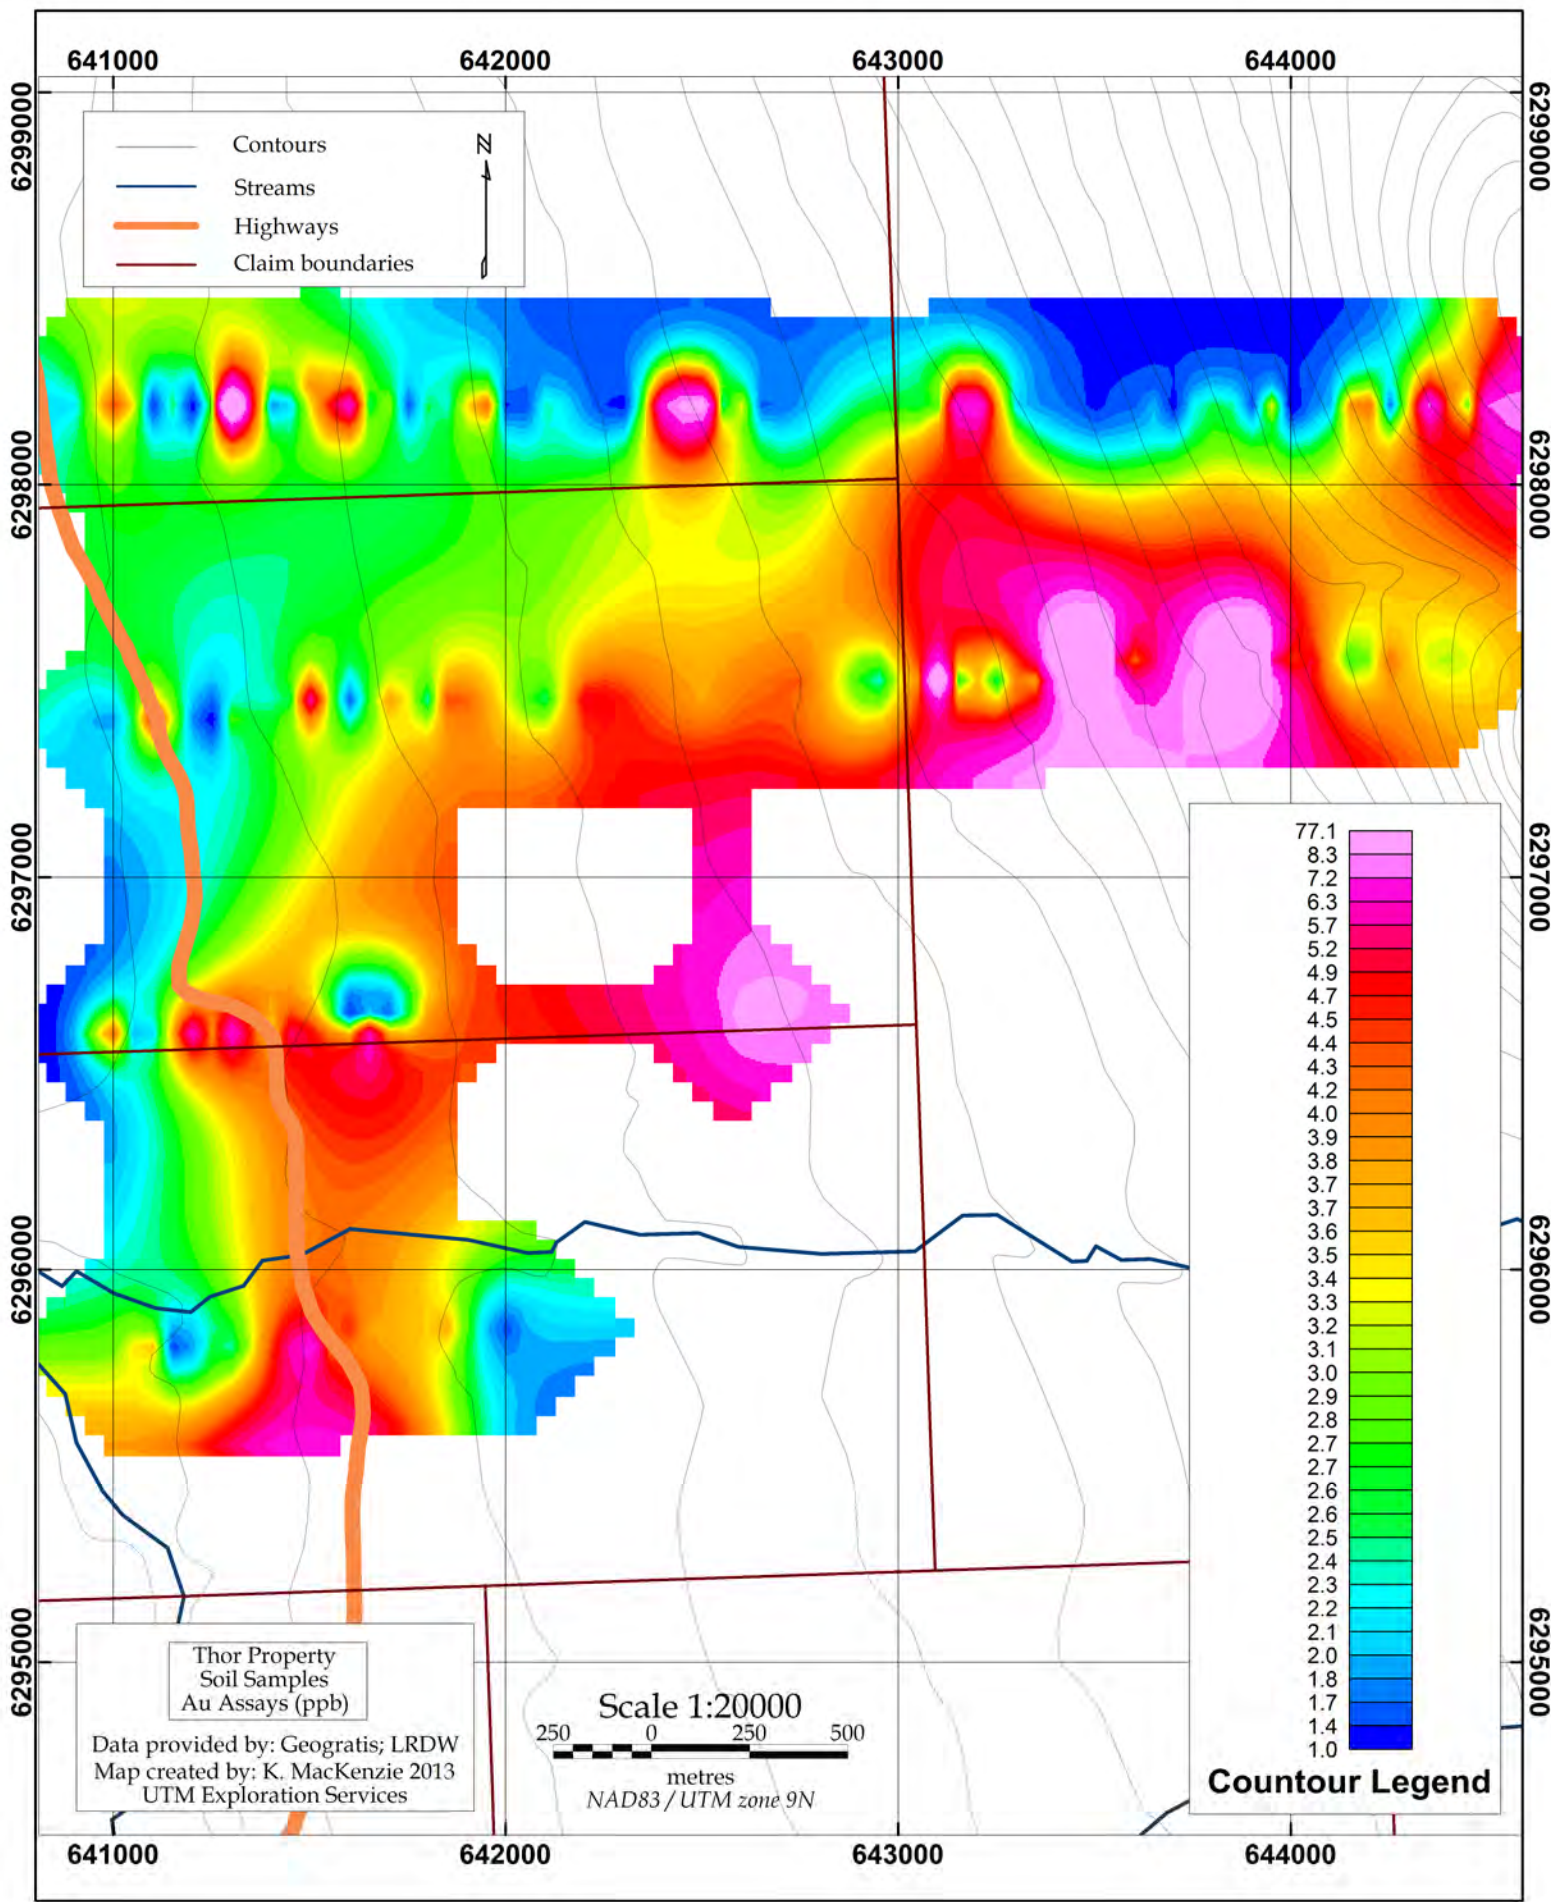 641000 642000 643000 644000
6299000 6299000
Contours
N
Streams
Highways
Claim boundaries
6298000 6298000
6297000 6297000
77.1
8.3
7.2
6.3
5.7
5.2
4.9
4.7
4.5
4.4
4.3
4.2
4.0
3.9
3.8
3.7
3.6
3.5
3.4
3.3
3.2
3.1
3.0
2.9
2.8
2.7
2.7
2.6
2.6
2.5
2.4
2.3
2.2
2.1
2.0
1.8
1.7
1.4
1.0
Countour Legend
6296000 6296000
6295000 6295000
Thor Property
Soil Samples
Au Assays (ppb)
Data provided by: Geogratis; LRDW
Map created by: K. MacKenzie 2013
UTM Exploration Services
Scale 1:20000
250 0 250 500
metres
NAD83 / UTM zone 9N
641000 642000 643000 644000